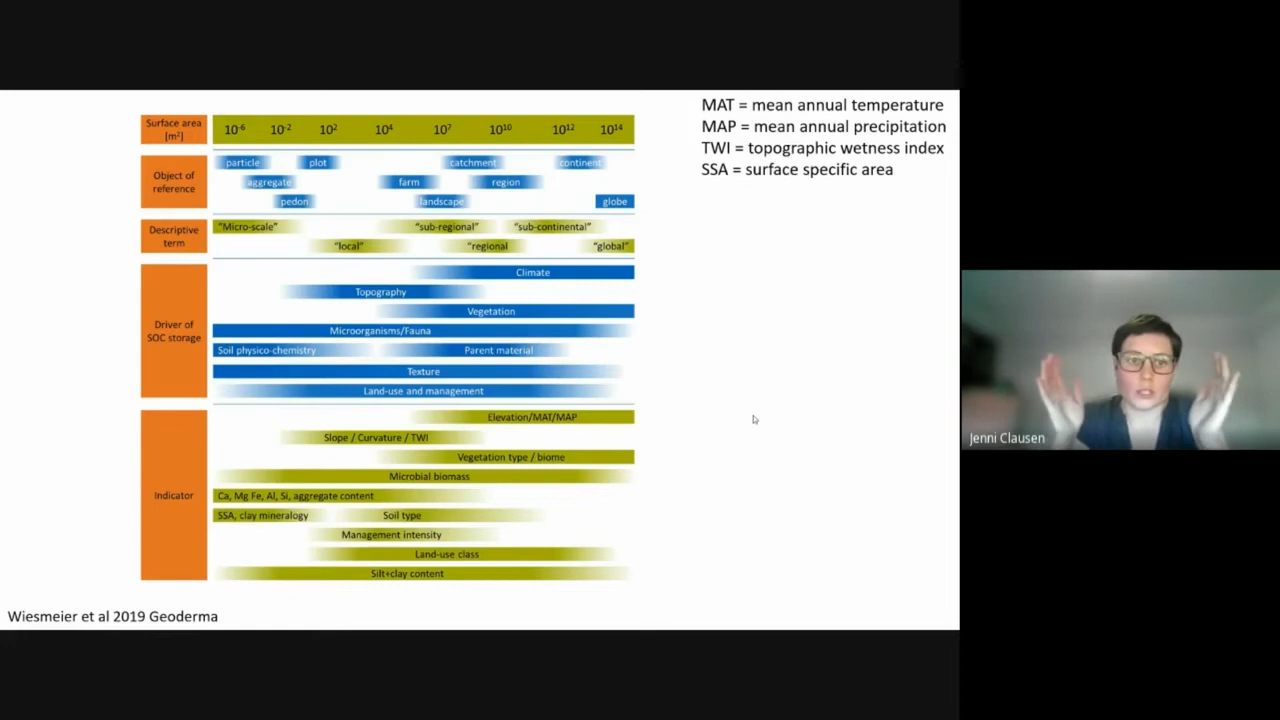 MAT = mean annual temperature
MAP = mean annual precipitation
TWI = topographic wetness index
SSA = surface specific area
Surface area [m²]
10⁻⁶ 10⁻² 10² 10⁴ 10⁷ 10¹⁰ 10¹² 10¹⁴
Object of reference
particle plot catchment continent
aggregate farm region
pedon landscape globe
Descriptive term
"Micro-scale" "sub-regional" "sub-continental"
"local" "regional "global"
Driver of SOC storage
Climate
Topography
Vegetation
Microorganisms/Fauna
Soil physico-chemistry Parent material
Texture
Land-use and management
Indicator
Elevation/MAT/MAP
Slope / Curvature / TWI
Vegetation type / biome
Microbial biomass
Ca, Mg Fe, Al, Si, aggregate content
SSA, clay mineralogy Soil type
Management intensity
Land-use class
Silt+clay content
Wiesmeier et al 2019 Geoderma
Jenni Clausen